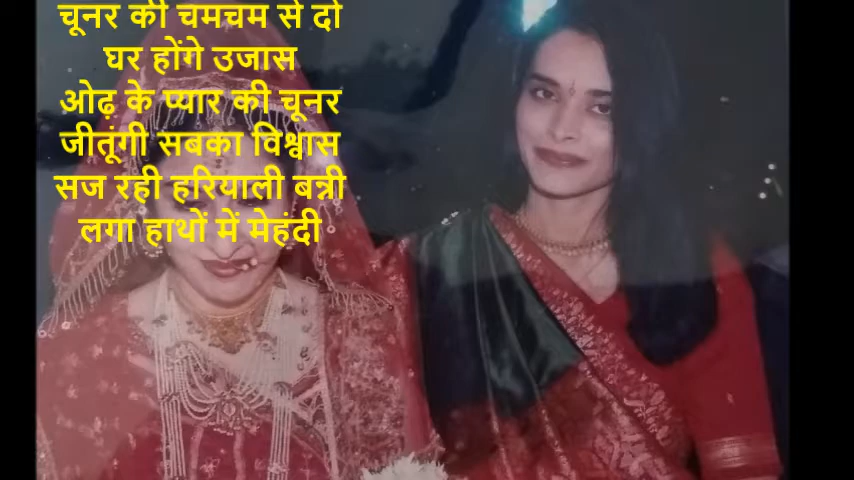 चूनर की चमचम से दो
घर होंगे उजास
ओढ़ के प्यार की चूनर
जीतूंगी सबका विश्वास
सज रही हरियाली बन्नी
लगा हाथों में मेहंदी